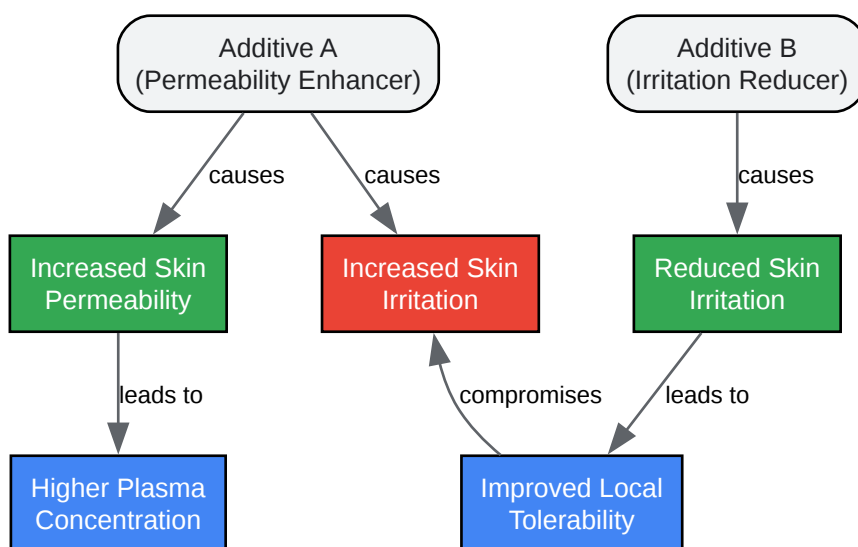 Additive A
(Permeability Enhancer)
Additive B
(Irritation Reducer)
causes
causes
causes
Increased Skin
Permeability
Increased Skin
Irritation
Reduced Skin
Irritation
leads to
compromises
leads to
Higher Plasma
Concentration
Improved Local
Tolerability